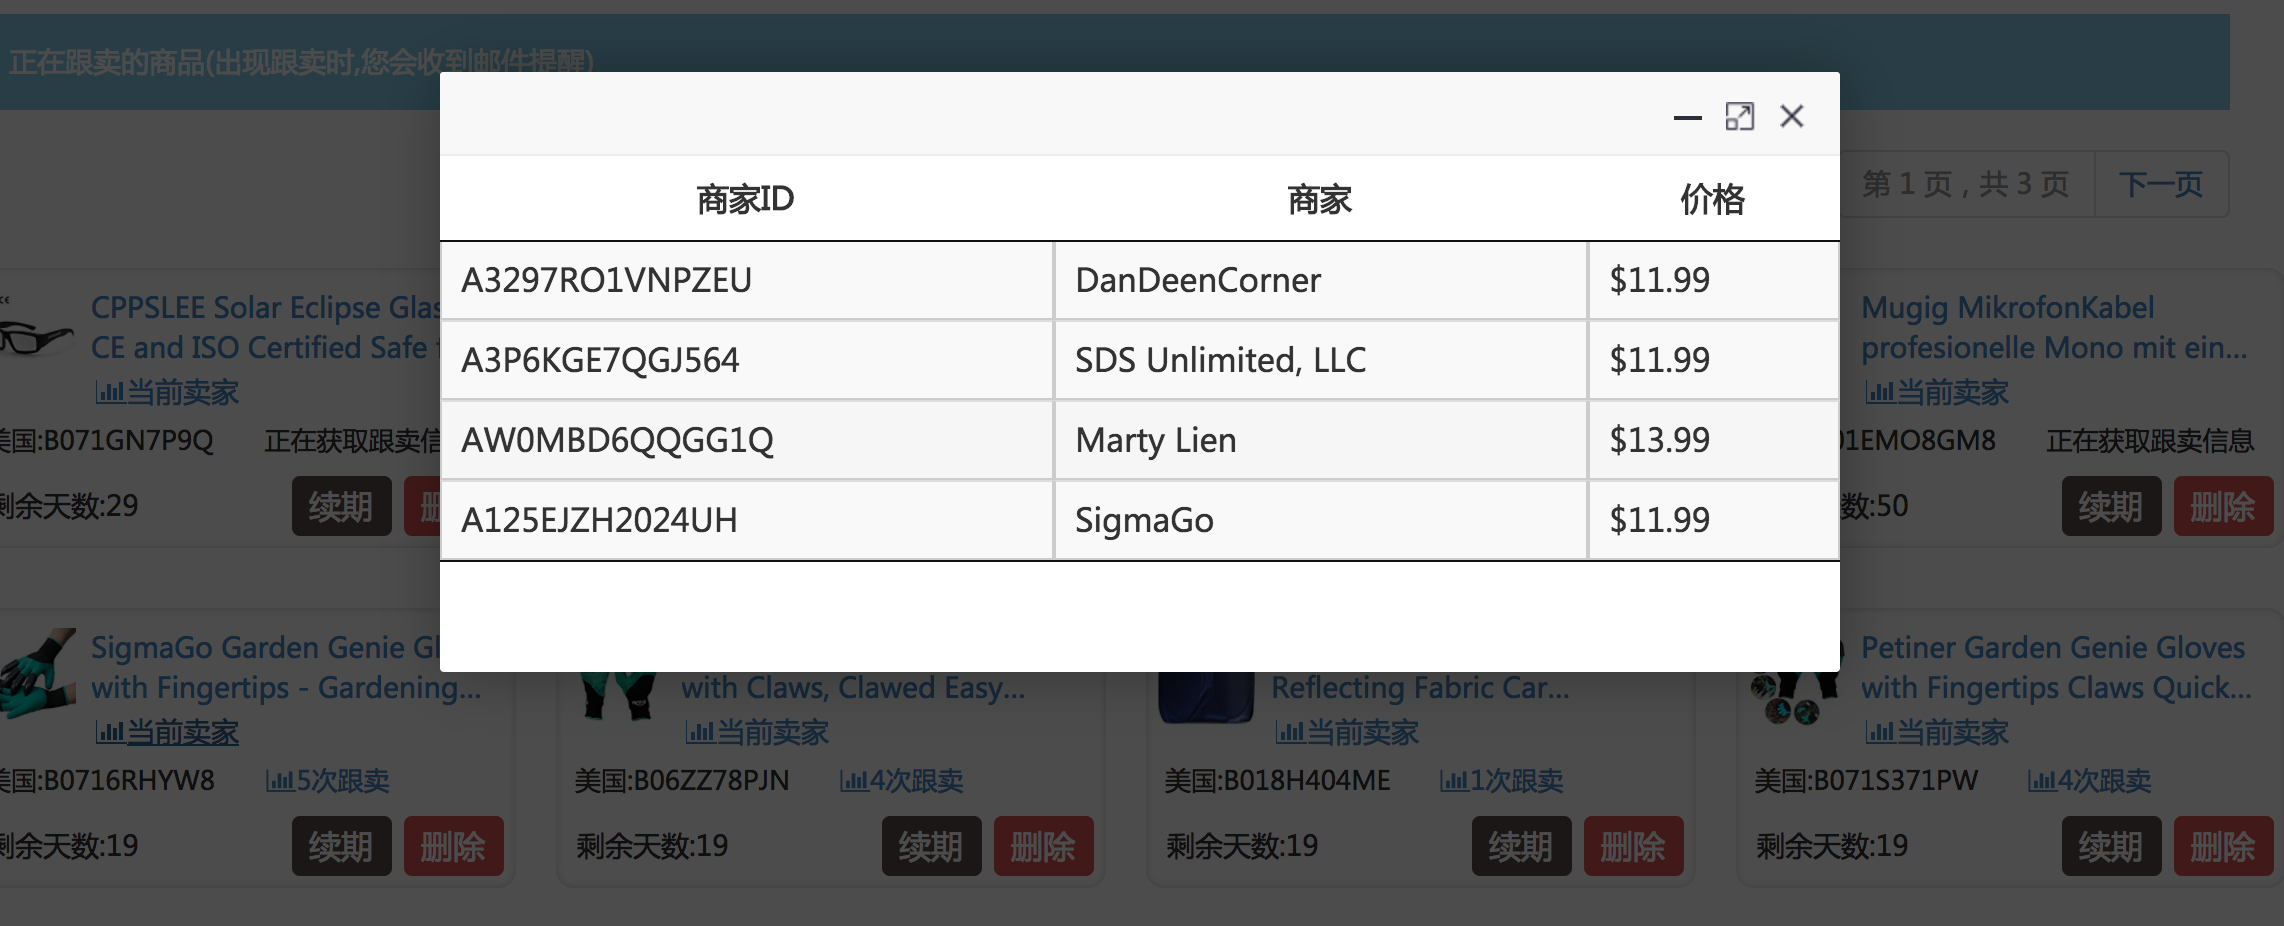 正在跟卖的商品(出现跟卖时,您会收到邮件提醒)
第 1 页 , 共 3 页 下一页
商家ID 商家 价格
A3297RO1VNPZEU DanDeenCorner $11.99
A3P6KGE7QGJ564 SDS Unlimited, LLC $11.99
AW0MBD6QQGG1Q Marty Lien $13.99
A125EJZH2024UH SigmaGo $11.99
CPPSLEE Solar Eclipse Glas
CE and ISO Certified Safe
当前卖家
美国:B071GN7P9Q 正在获取跟卖信
剩余天数:29
续期 删
Mugig MikrofonKabel
profesionelle Mono mit ein...
当前卖家
01EMO8GM8 正在获取跟卖信息
数:50
续期 删除
SigmaGo Garden Genie Gl
with Fingertips - Gardening...
当前卖家
美国:B0716RHYW8 5次跟卖
剩余天数:19
续期 删除
with Claws, Clawed Easy...
当前卖家
美国:B06ZZ78PJN 4次跟卖
剩余天数:19
续期 删除
Reflecting Fabric Car...
当前卖家
美国:B018H404ME 1次跟卖
剩余天数:19
续期 删除
Petiner Garden Genie Gloves
with Fingertips Claws Quick...
当前卖家
美国:B071S371PW 4次跟卖
剩余天数:19
续期 删除